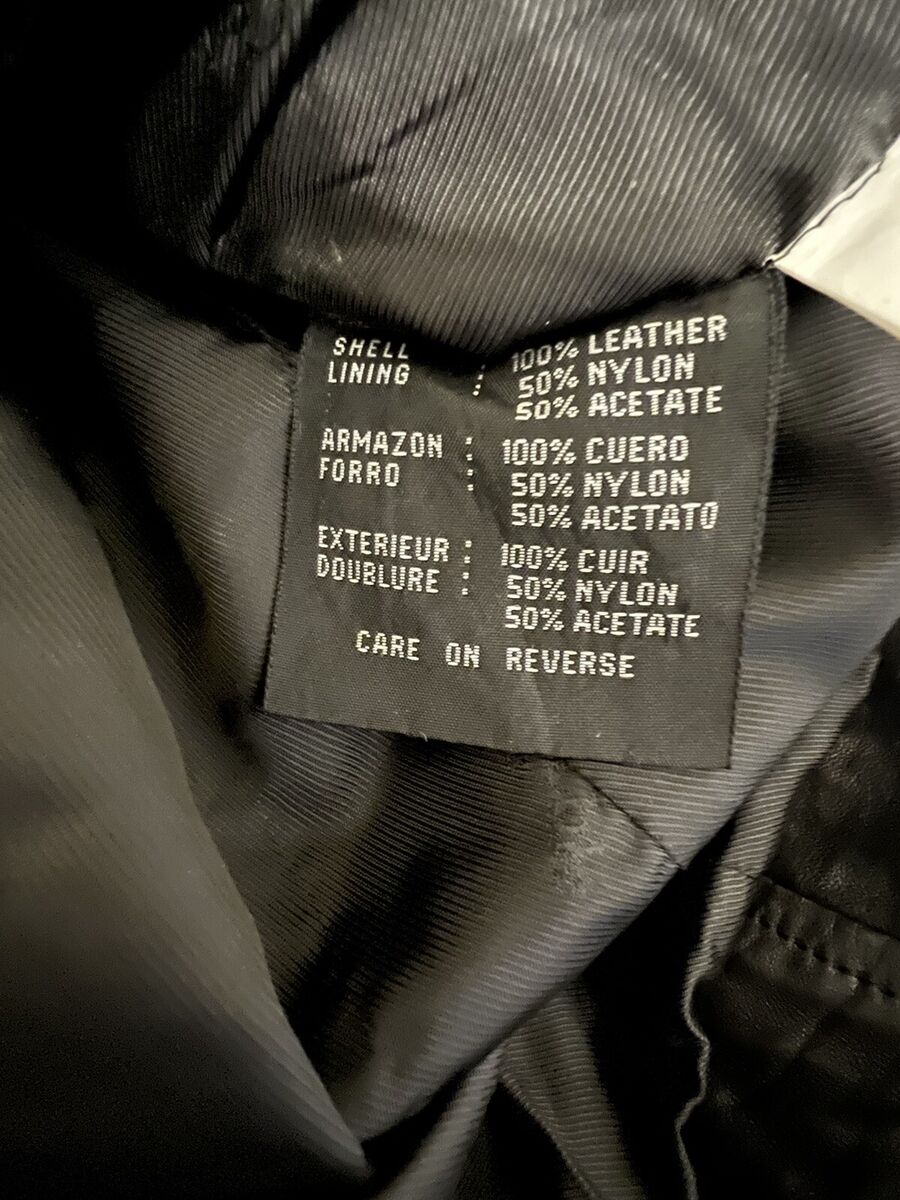 SHELL : 100% LEATHER
LINING : 50% NYLON
50% ACETATE
ARMAZON : 100% CUERO
FORRO : 50% NYLON
50% ACETATO
EXTERIEUR : 100% CUIR
DOUBLURE : 50% NYLON
50% ACETATE
CARE ON REVERSE